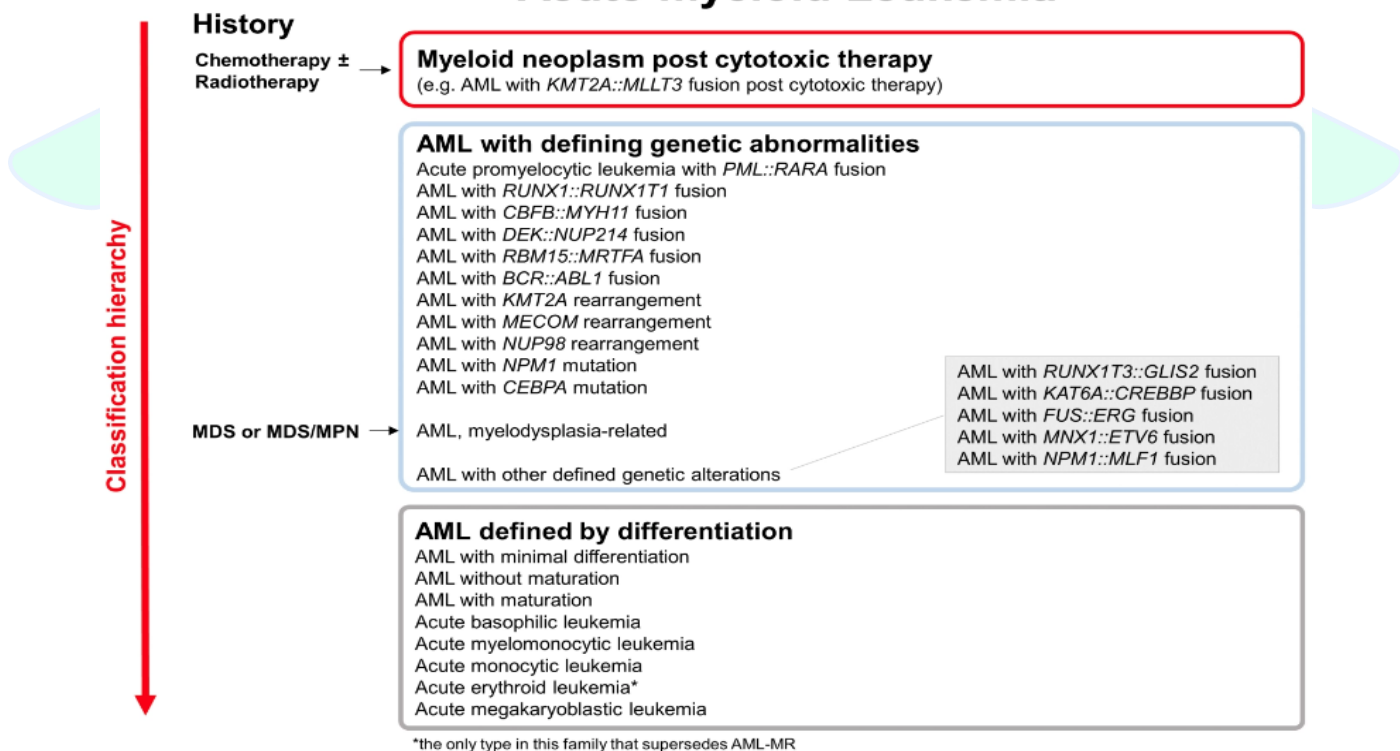 Acute Myeloid Leukemia
History
Chemotherapy ±
Radiotherapy
Myeloid neoplasm post cytotoxic therapy
(e.g. AML with KMT2A::MLLT3 fusion post cytotoxic therapy)
Classification hierarchy
AML with defining genetic abnormalities
Acute promyelocytic leukemia with PML::RARA fusion
AML with RUNX1::RUNX1T1 fusion
AML with CBFB::MYH11 fusion
AML with DEK::NUP214 fusion
AML with RBM15::MRTFA fusion
AML with BCR::ABL1 fusion
AML with KMT2A rearrangement
AML with MECOM rearrangement
AML with NUP98 rearrangement
AML with NPM1 mutation
AML with CEBPA mutation
MDS or MDS/MPN
AML, myelodysplasia-related
AML with other defined genetic alterations
AML with RUNX1T3::GLIS2 fusion
AML with KAT6A::CREBBP fusion
AML with FUS::ERG fusion
AML with MNX1::ETV6 fusion
AML with NPM1::MLF1 fusion
AML defined by differentiation
AML with minimal differentiation
AML without maturation
AML with maturation
Acute basophilic leukemia
Acute myelomonocytic leukemia
Acute monocytic leukemia
Acute erythroid leukemia*
Acute megakaryoblastic leukemia
*the only type in this family that supersedes AML-MR